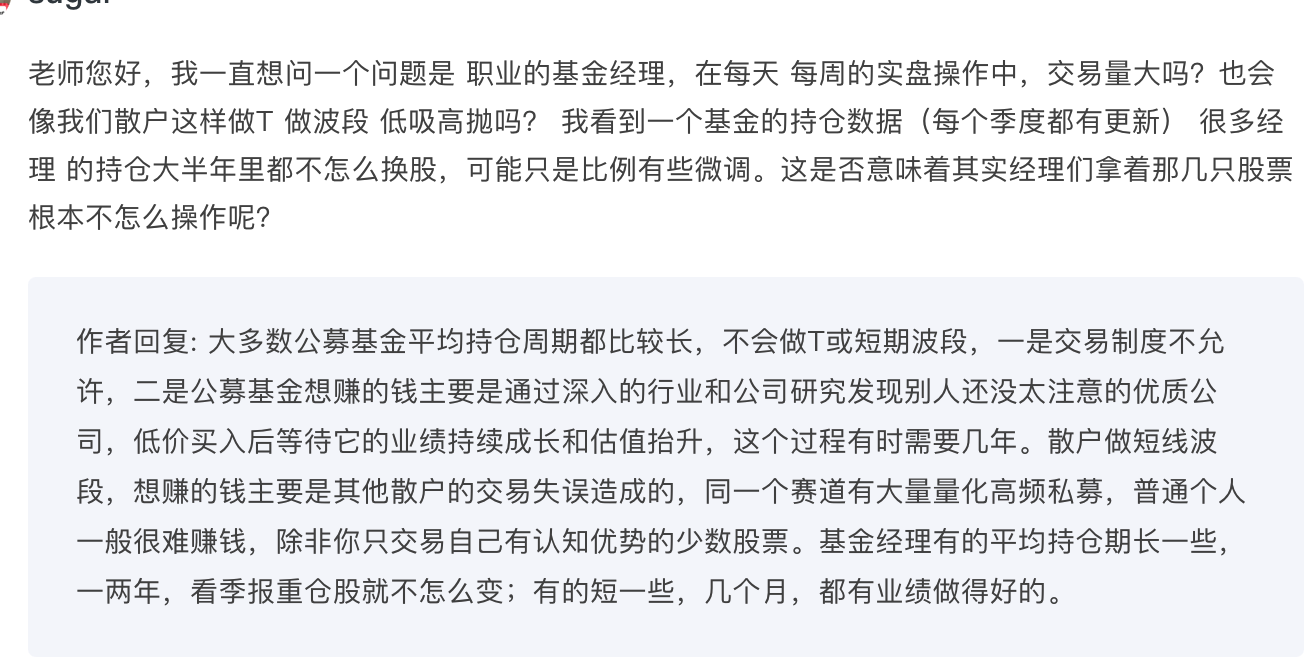 老师您好，我一直想问一个问题是 职业的基金经理，在每天 每周的实盘操作中，交易量大吗？也会
像我们散户这样做T 做波段 低吸高抛吗？ 我看到一个基金的持仓数据（每个季度都有更新） 很多经
理 的持仓大半年里都不怎么换股，可能只是比例有些微调。这是否意味着其实经理们拿着那几只股票
根本不怎么操作呢？
作者回复: 大多数公募基金平均持仓周期都比较长，不会做T或短期波段，一是交易制度不允
许，二是公募基金想赚的钱主要是通过深入的行业和公司研究发现别人还没太注意的优质公
司，低价买入后等待它的业绩持续成长和估值抬升，这个过程有时需要几年。散户做短线波
段，想赚的钱主要是其他散户的交易失误造成的，同一个赛道有大量量化高频私募，普通个人
一般很难赚钱，除非你只交易自己有认知优势的少数股票。基金经理有的平均持仓期长一些，
一两年，看季报重仓股就不怎么变；有的短一些，几个月，都有业绩做得好的。